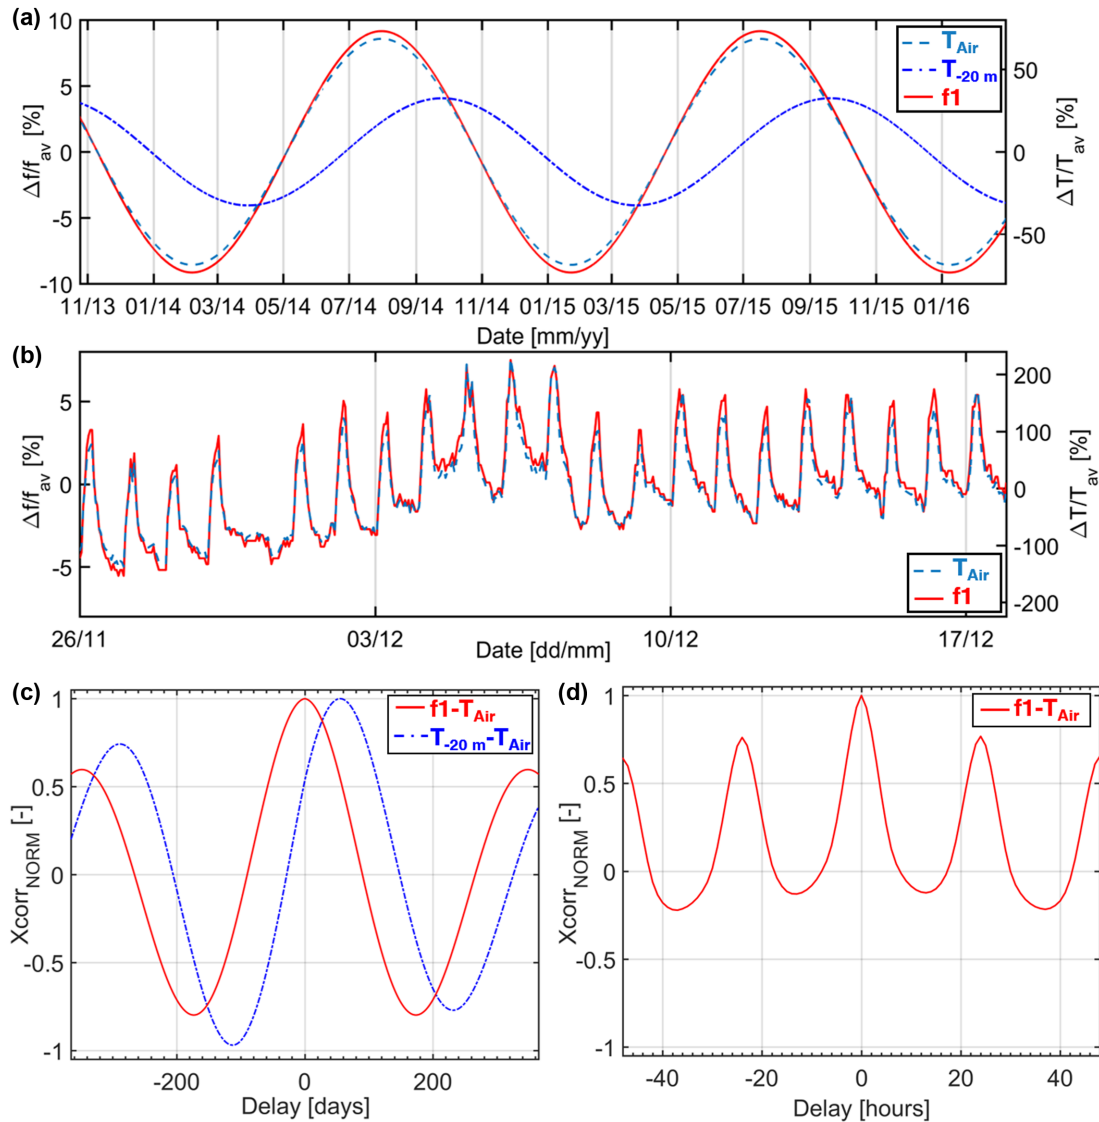 (a)
10
5
0
-5
-10
Δf/f_av [%]
50
0
-50
ΔT/T_av [%]
T_Air
T_-20 m
f1
11/13 01/14 03/14 05/14 07/14 09/14 11/14 01/15 03/15 05/15 07/15 09/15 11/15 01/16
Date [mm/yy]
(b)
5
0
-5
Δf/f_av [%]
200
100
0
-100
-200
ΔT/T_av [%]
T_Air
f1
26/11 03/12 10/12 17/12
Date [dd/mm]
(c)
1
0.5
0
-0.5
-1
Xcorr_NORM [-]
f1-T_Air
T_-20 m-T_Air
-200 0 200
Delay [days]
(d)
1
0.5
0
-0.5
-1
Xcorr_NORM [-]
f1-T_Air
-40 -20 0 20 40
Delay [hours]